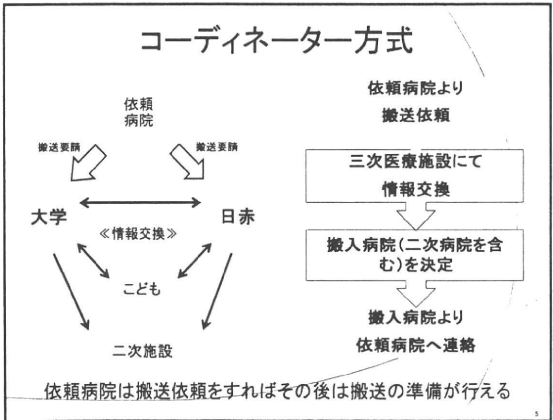 コーディネーター方式
依頼
病院
搬送要請
搬送要請
大学
日赤
≪情報交換≫
こども
二次施設
依頼病院より
搬送依頼
三次医療施設にて
情報交換
搬入病院(二次病院を含
む)を決定
搬入病院より
依頼病院へ連絡
依頼病院は搬送依頼をすればその後は搬送の準備が行える
5